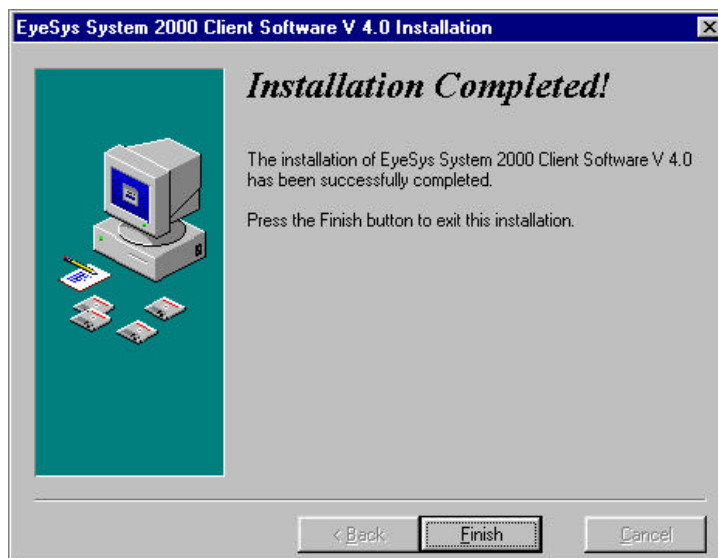 EyeSys System 2000 Client Software V 4.0 Installation
Installation Completed!
The installation of EyeSys System 2000 Client Software V 4.0
has been successfully completed.
Press the Finish button to exit this installation.
< Back
Finish
Cancel